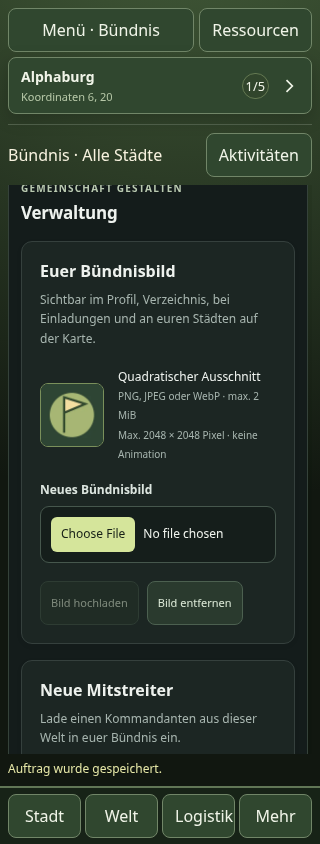 Menü · Bündnis
Ressourcen
Alphaburg
Koordinaten 6, 20
1/5
Bündnis · Alle Städte
Aktivitäten
GEMEINSCHAFT GESTALTEN
Verwaltung
Euer Bündnisbild
Sichtbar im Profil, Verzeichnis, bei
Einladungen und an euren Städten auf
der Karte.
Quadratischer Ausschnitt
PNG, JPEG oder WebP · max. 2
MiB
Max. 2048 × 2048 Pixel · keine
Animation
Neues Bündnisbild
Choose File
No file chosen
Bild hochladen
Bild entfernen
Neue Mitstreiter
Lade einen Kommandanten aus dieser
Welt in euer Bündnis ein.
Auftrag wurde gespeichert.
Stadt
Welt
Logistik
Mehr